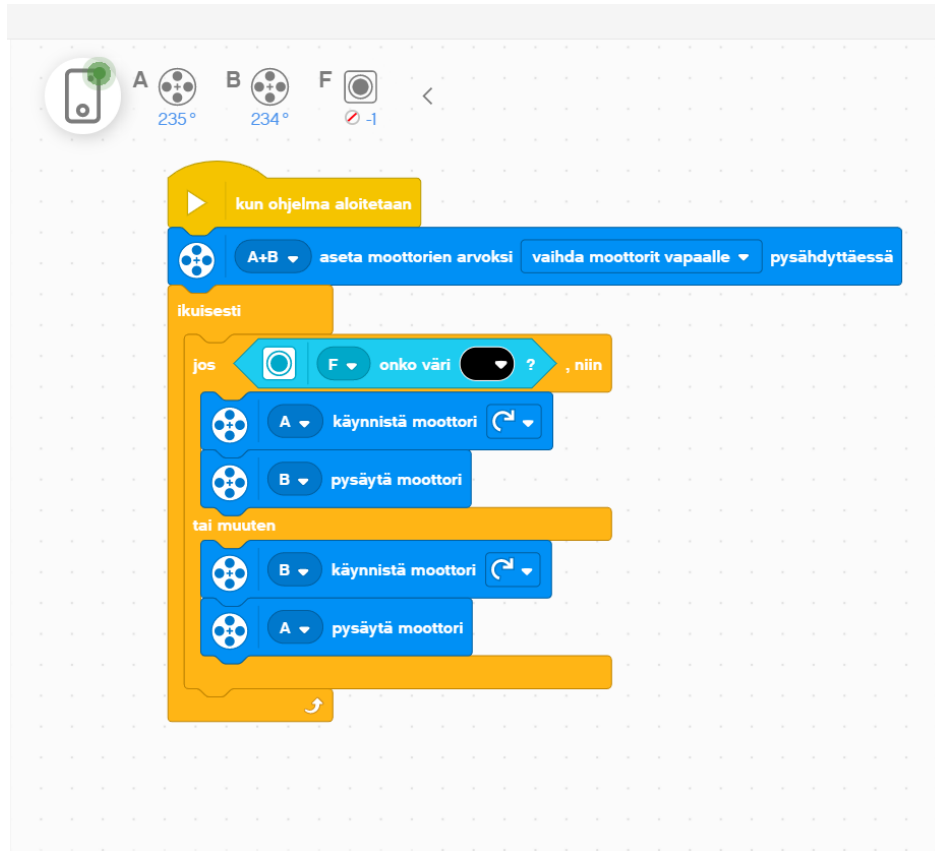 A B F
235° 234° -1
kun ohjelma aloitetaan
A+B aseta moottorien arvoksi vaihda moottorit vapaalle pysähdyttäessä
ikuisesti
jos F onko väri ? , niin
A käynnistä moottori
B pysäytä moottori
tai muuten
B käynnistä moottori
A pysäytä moottori